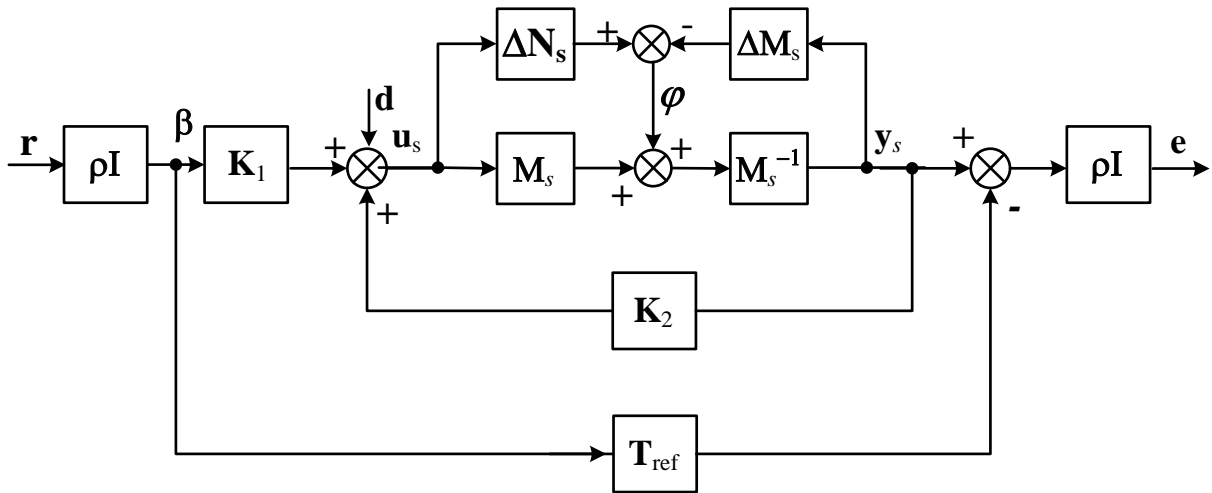 ΔN_s + - ΔM_s
d φ
r ρI β K_1 + u_s M_s + + M_s^{-1} y_s + ρI e
+ -
K_2
T_ref